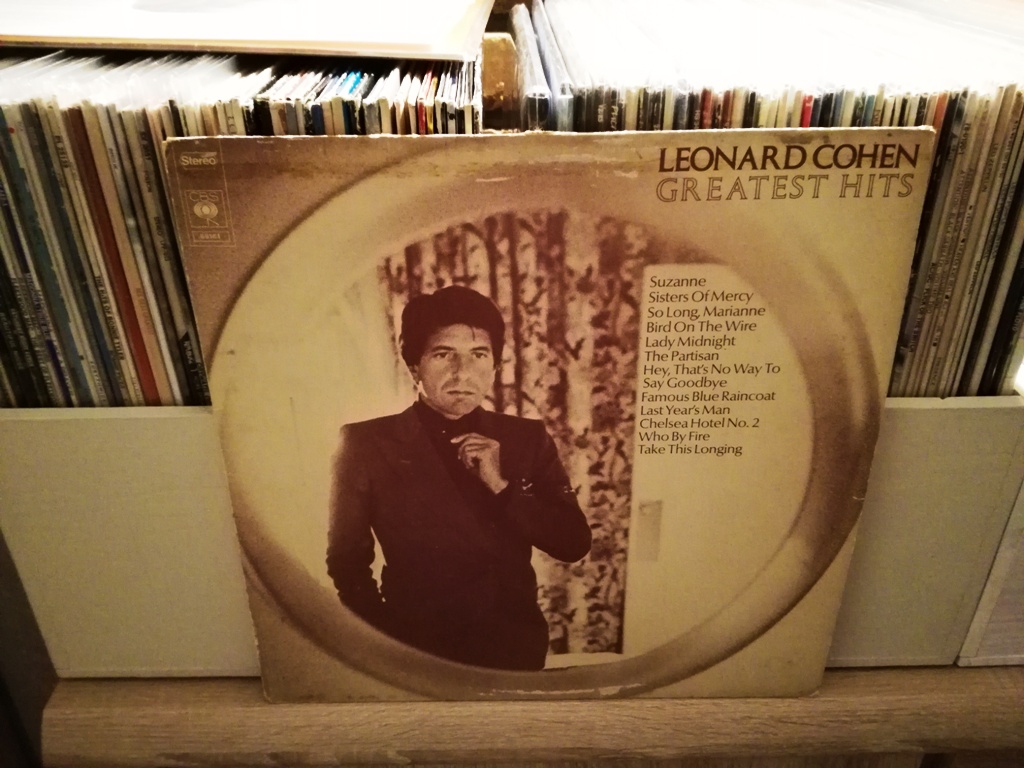 Stereo
CBS
LEONARD COHEN
GREATEST HITS
Suzanne
Sisters Of Mercy
So Long, Marianne
Bird On The Wire
Lady Midnight
The Partisan
Hey, That's No Way To
Say Goodbye
Famous Blue Raincoat
Last Year's Man
Chelsea Hotel No. 2
Who By Fire
Take This Longing